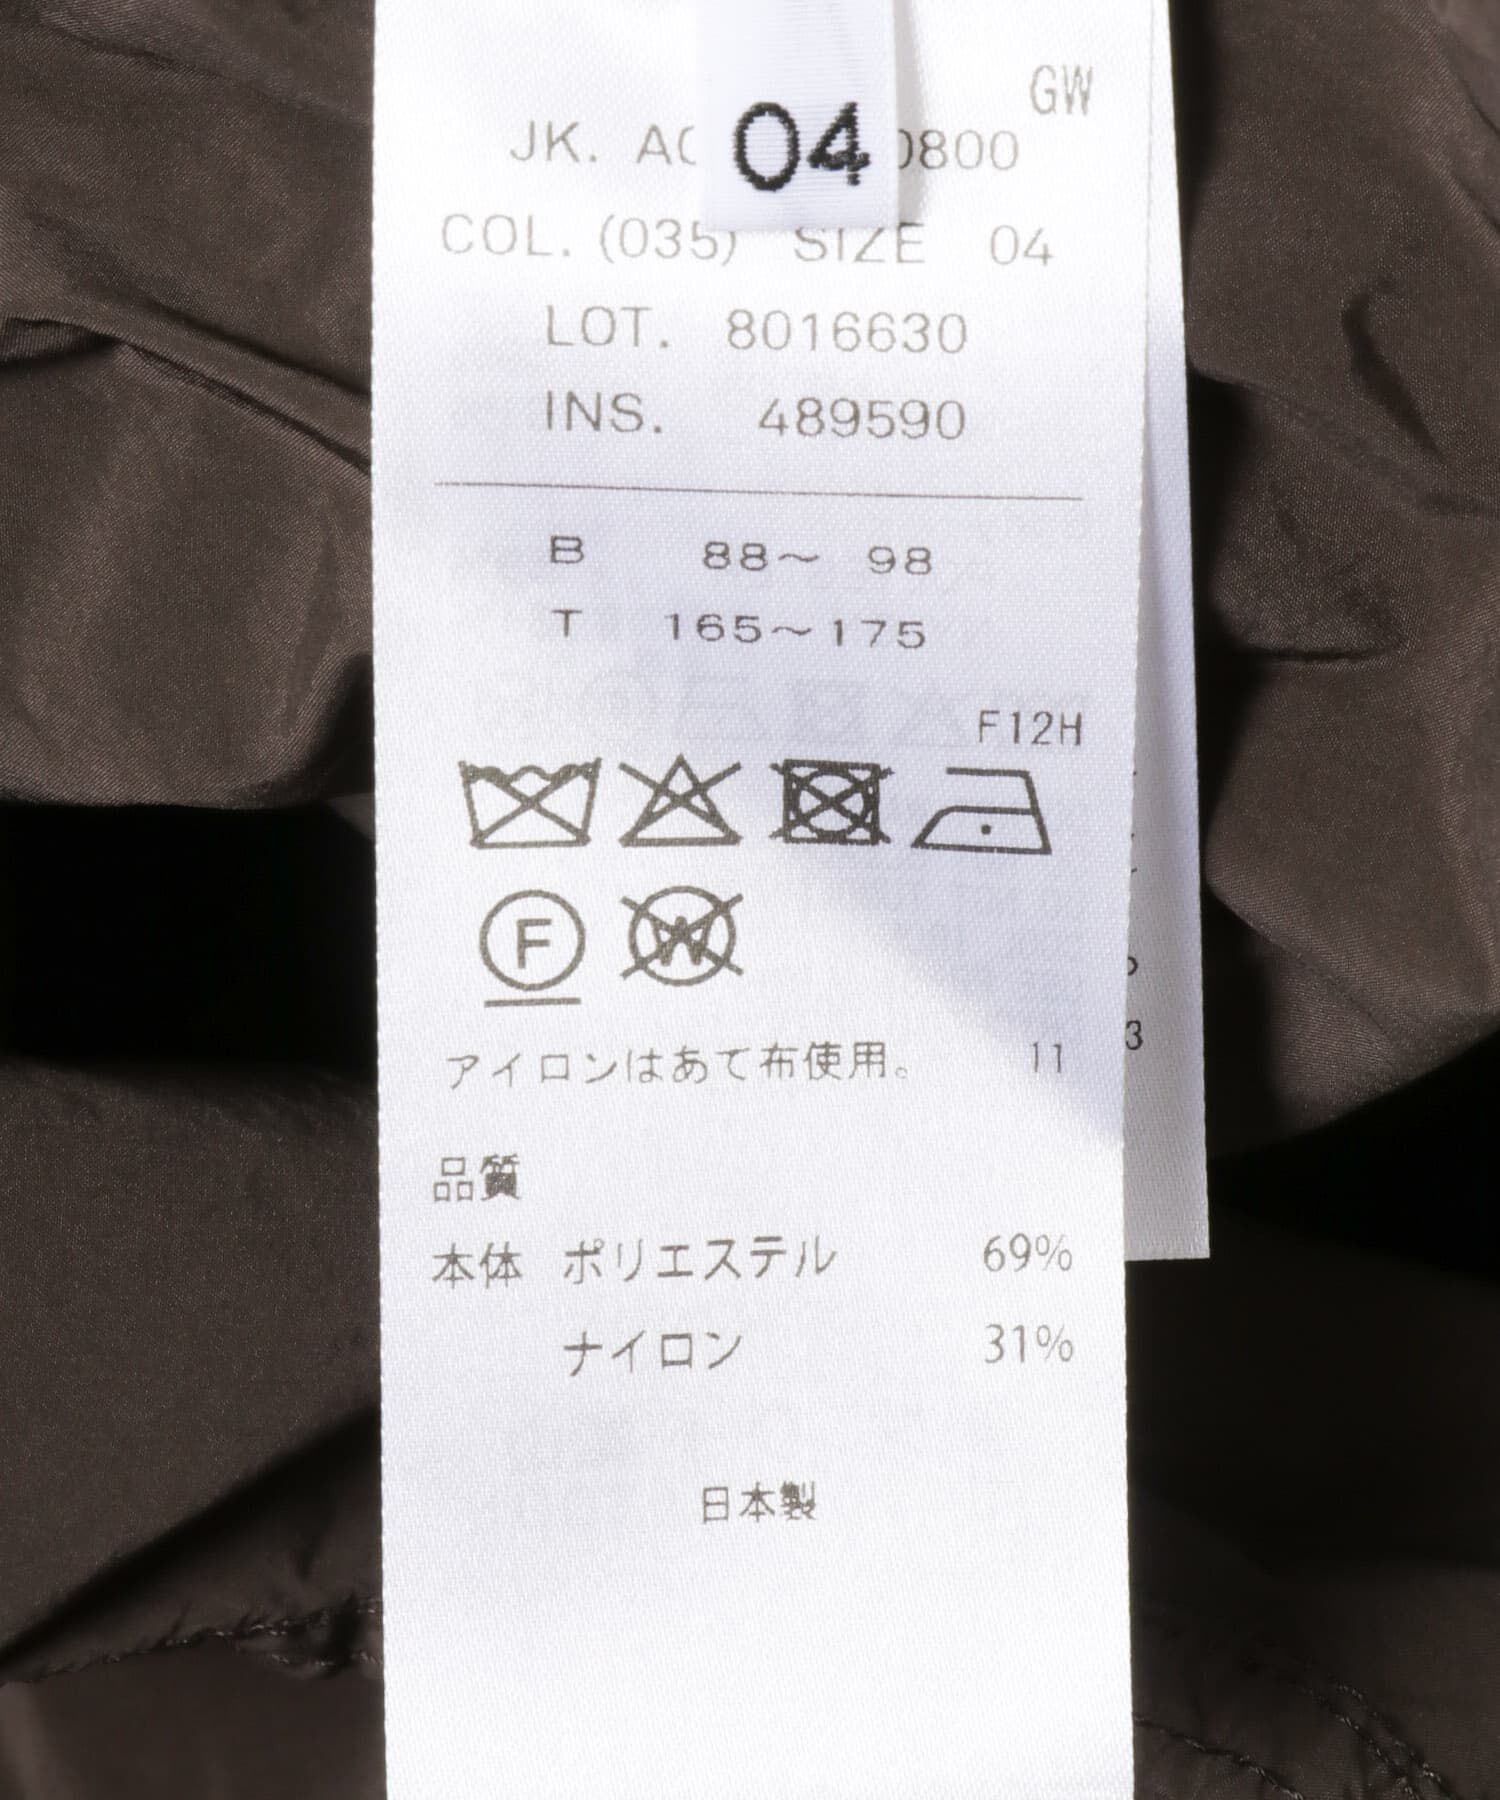 GW
04
JK. 0800
COL. (035) SIZE 04
LOT. 8016630
INS. 489590
B 88～ 98
T 165～175
F12H
F
W
アイロンはあて布使用。 11
3
品質
本体 ポリエステル 69%
ナイロン 31%
日本製